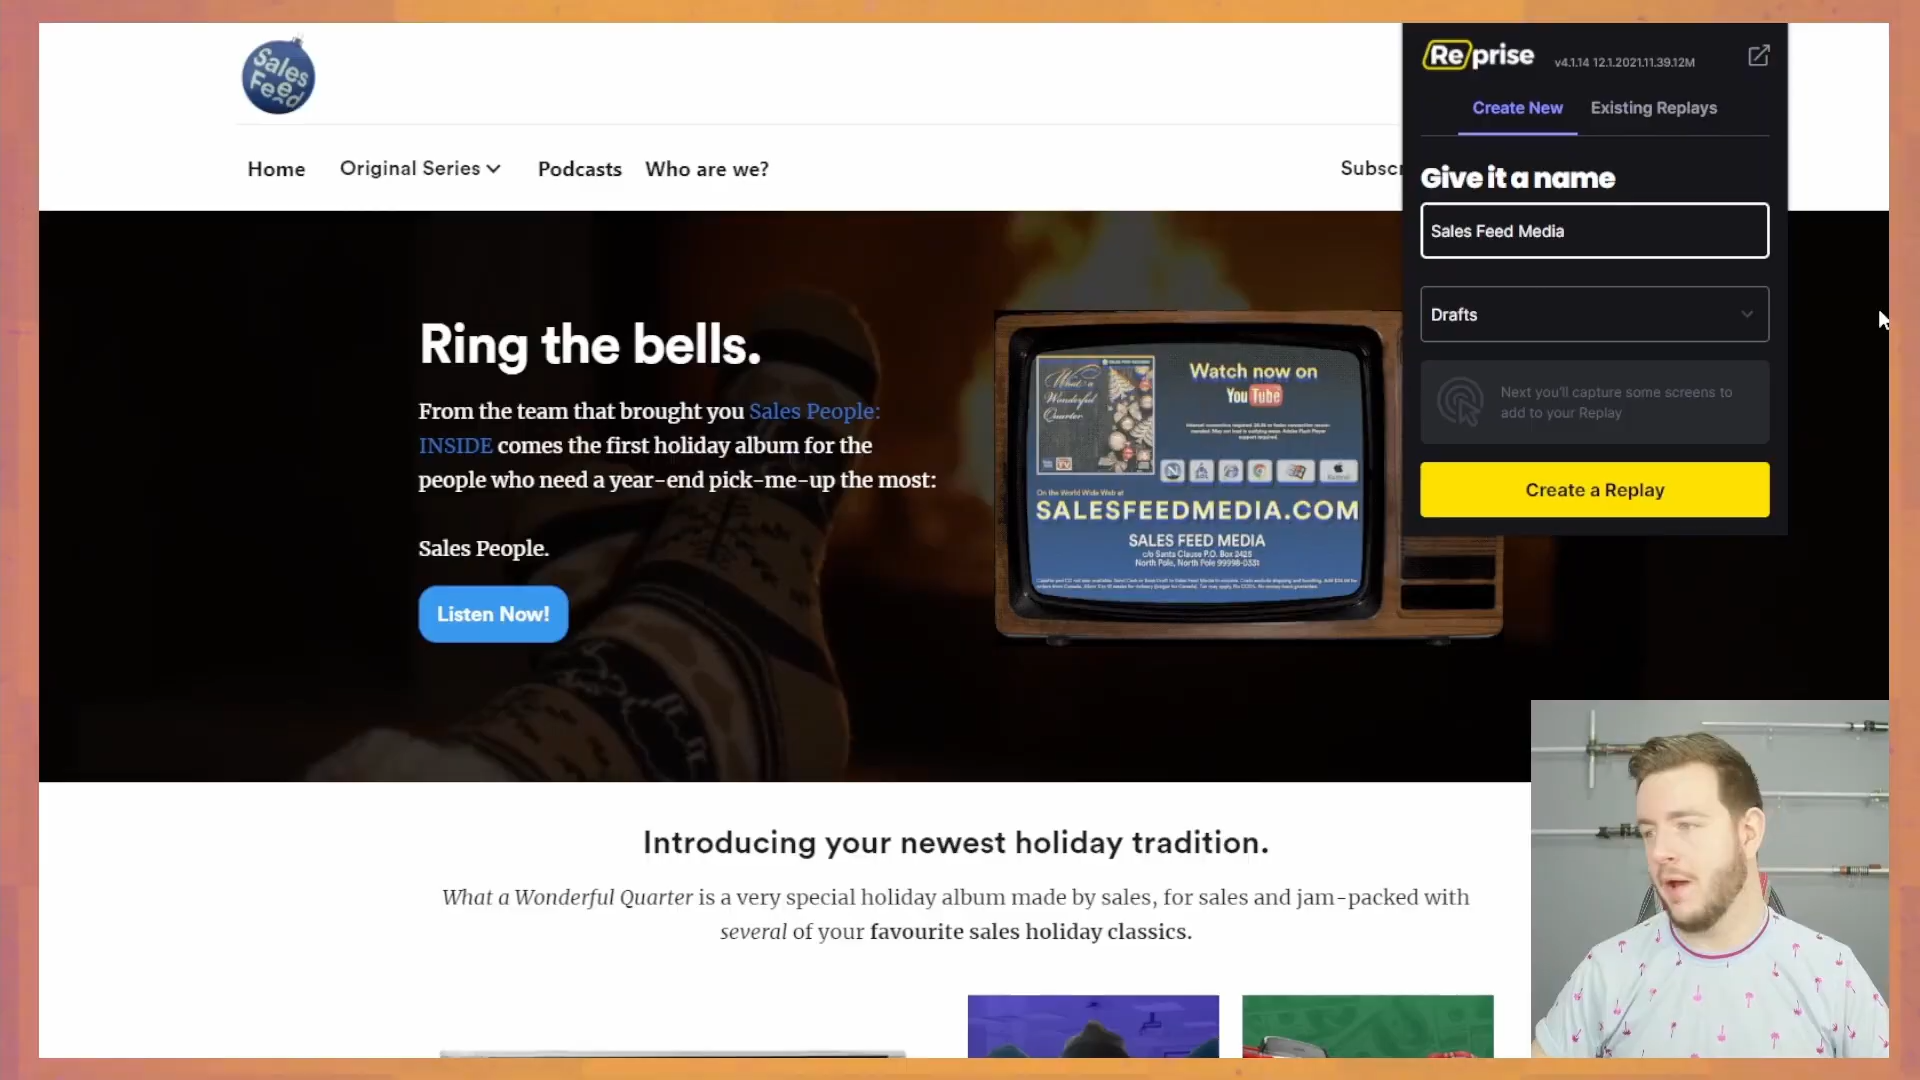 Sales
Feed
Home
Original Series
Podcasts
Who are we?
Subscr
Reprise
v4.1.14 12.1.2021.11.39.12M
Create New
Existing Replays
Give it a name
Sales Feed Media
Drafts
Next you'll capture some screens to
add to your Replay
Create a Replay
Ring the bells.
From the team that brought you Sales People:
INSIDE comes the first holiday album for the
people who need a year-end pick-me-up the most:
Sales People.
Listen Now!
What a
Wonderful
Quarter
Watch now on
YouTube
On the World Wide Web at
SALESFEEDMEDIA.COM
SALES FEED MEDIA
c/o Santa Clause P.O. Box 2425
North Pole, North Pole 99998-0331
Introducing your newest holiday tradition.
What a Wonderful Quarter is a very special holiday album made by sales, for sales and jam-packed with
several of your favourite sales holiday classics.